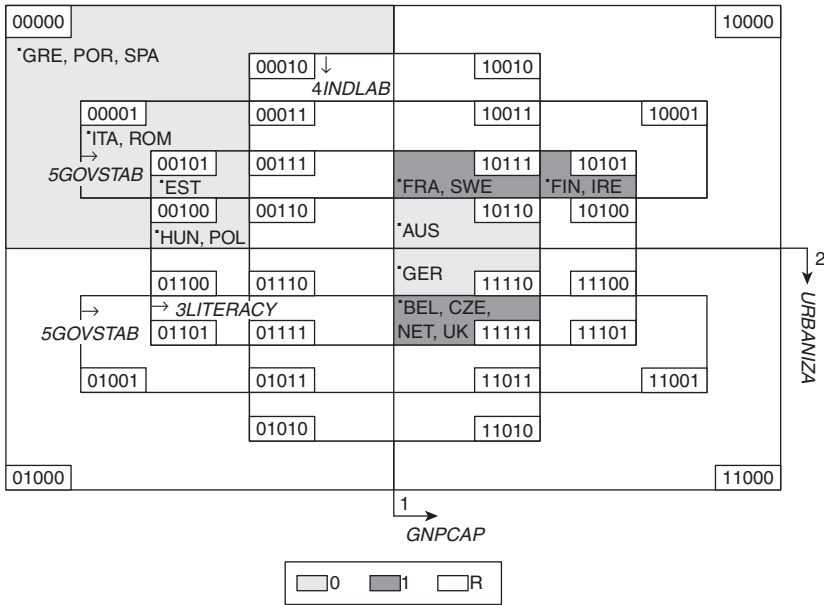 00000 10000
GRE, POR, SPA
00010 ↓ 10010
4INDLAB
00001 00011 10011 10001
ITA, ROM
→
5GOVSTAB
00101 00111 10111 10101
EST FRA, SWE FIN, IRE
00100 00110 10110 10100
HUN, POL AUS
2
GER
01100 01110 11110 11100
→ → 3LITERACY BEL, CZE,
5GOVSTAB 01101 01111 NET, UK 11111 11101
URBANIZA
01001 01011 11011 11001
01010 11010
01000 11000
1
GNPCAP
0 1 R